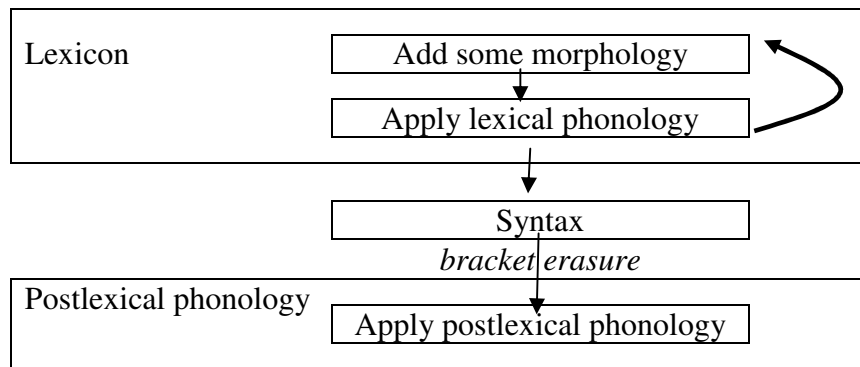 Lexicon
Add some morphology
Apply lexical phonology
Syntax
bracket erasure
Postlexical phonology
Apply postlexical phonology